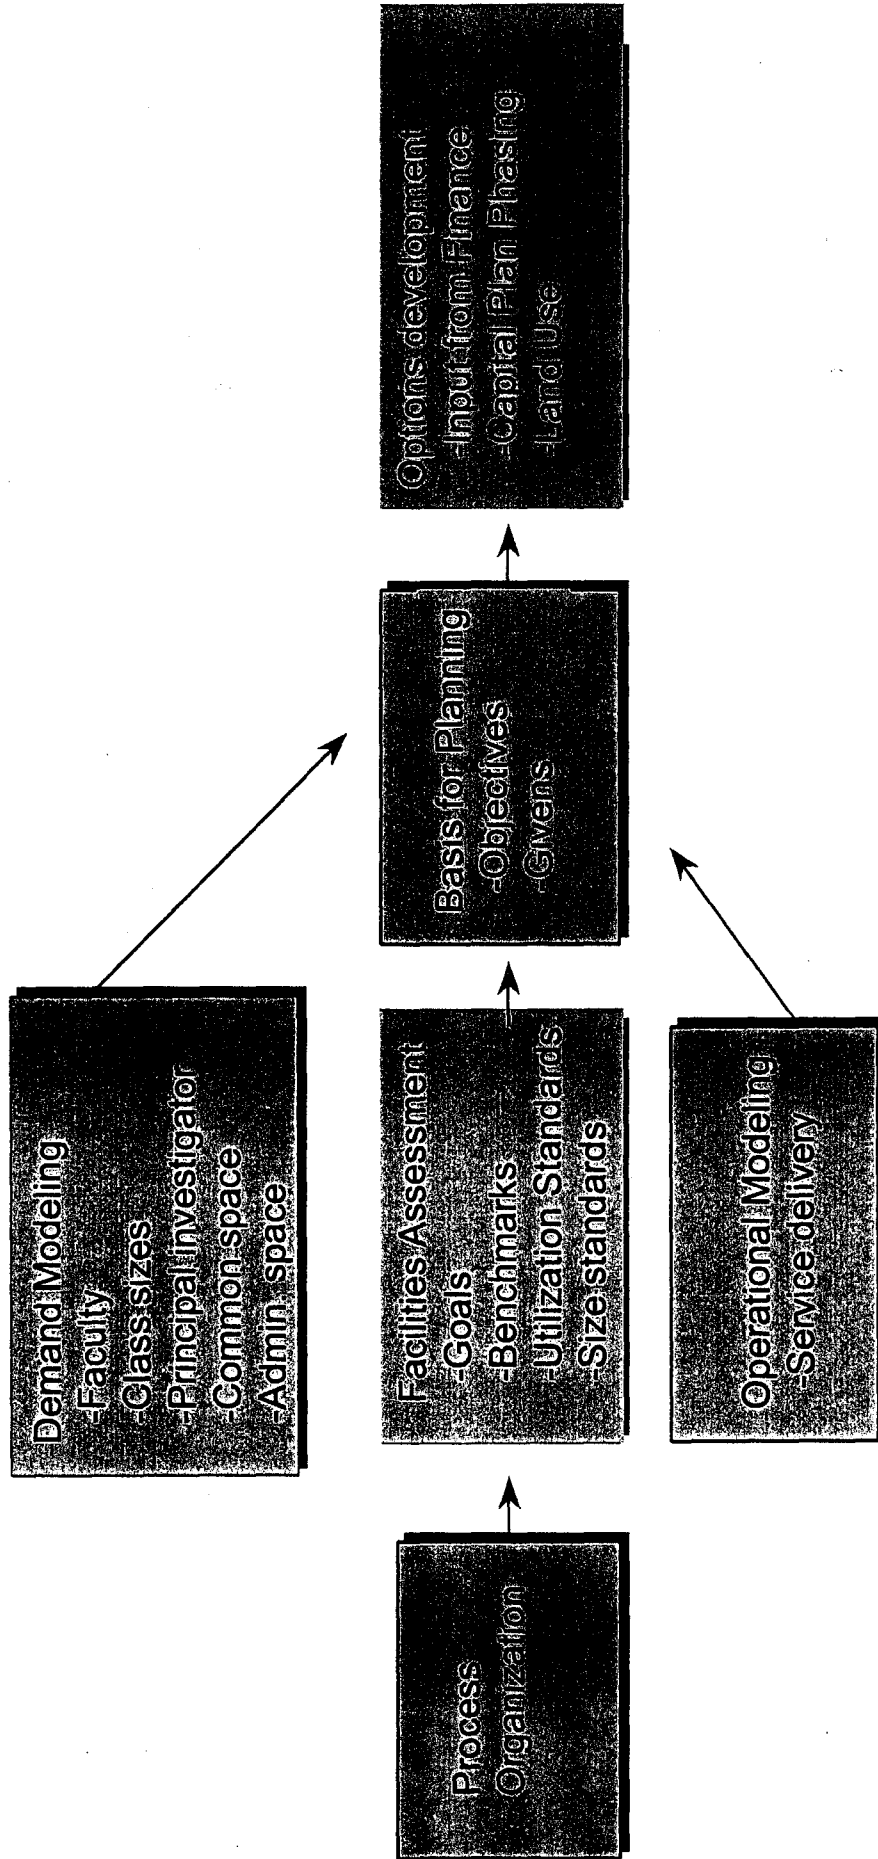 Process
Organization
Demand Modeling
-Faculty
-Class sizes
-Principal investigator
-Common space
-Admin. space
Facilities Assessment
-Goals
-Benchmarks
-Utilization Standards
-Size standards
Operational Modeling
-Service delivery
Basis for Planning
-Objectives
-Givens
Options development
-Input from Finance
-Capital Plan Phasing
-Land Use